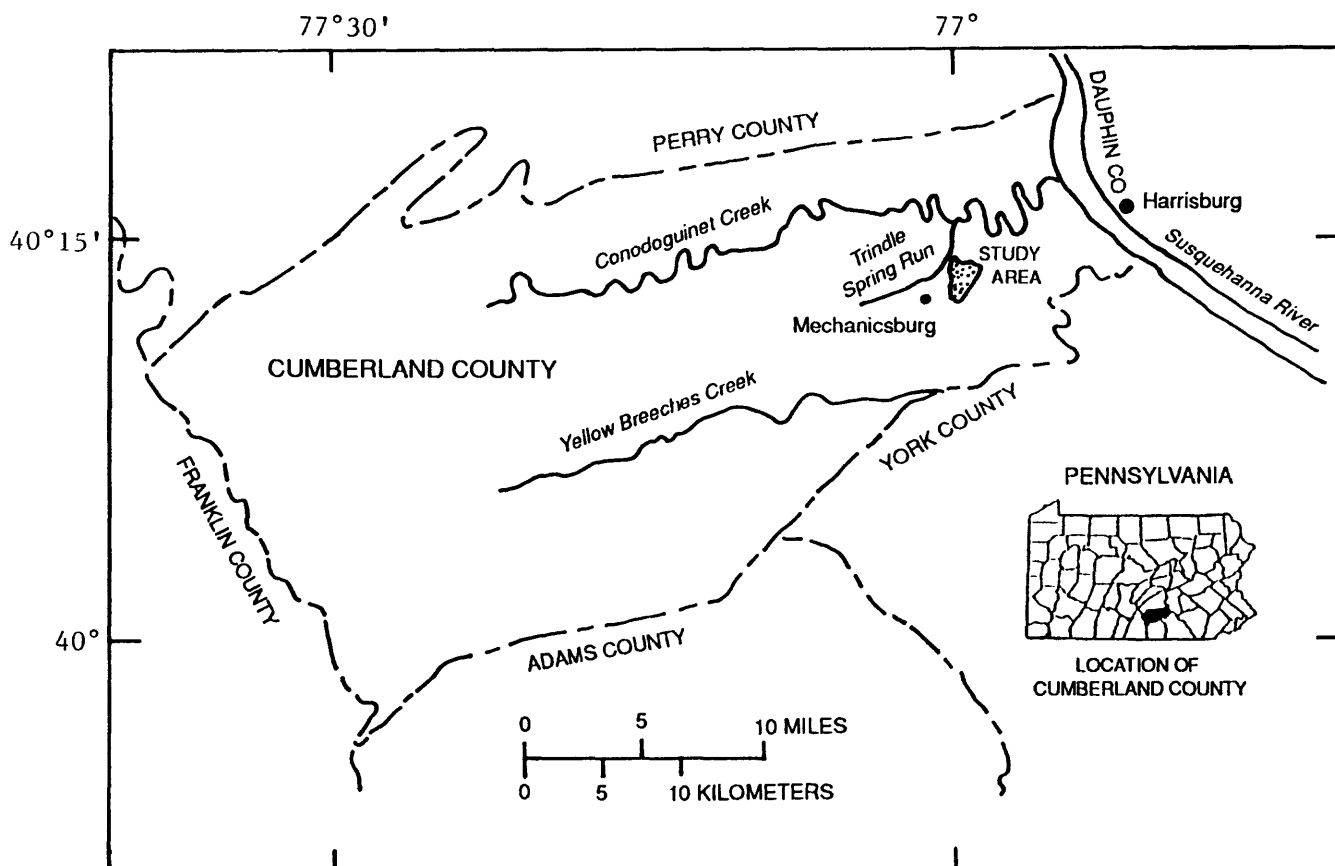 77°30'
77°
DAUPHIN CO
PERRY COUNTY
Harrisburg
40°15'
Conodoguinet Creek
Trindle
Spring Run
STUDY
AREA
Susquehanna River
Mechanicsburg
CUMBERLAND COUNTY
Yellow Breeches Creek
YORK COUNTY
FRANKLIN COUNTY
PENNSYLVANIA
40°
ADAMS COUNTY
LOCATION OF
CUMBERLAND COUNTY
0 5 10 MILES
0 5 10 KILOMETERS